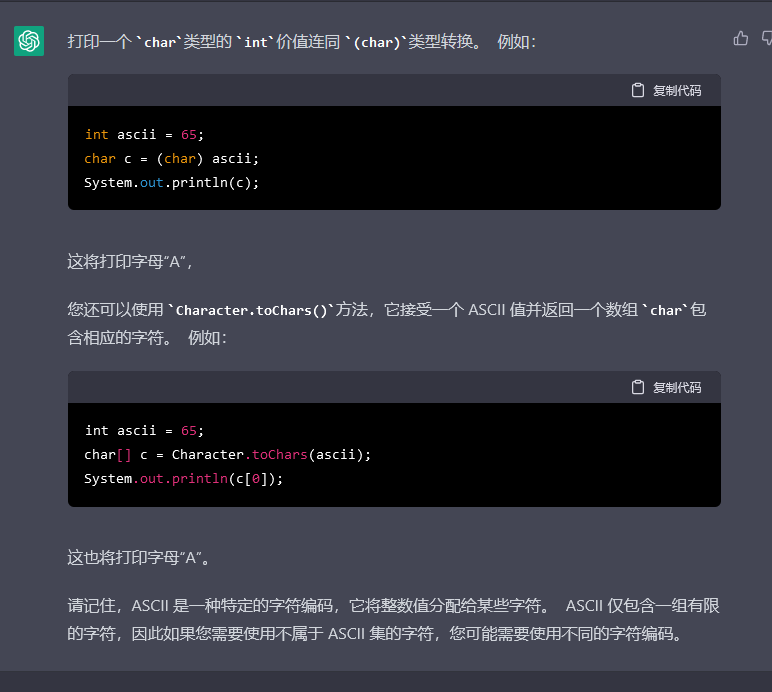 打印一个 `char`类型的 `int`价值连同 `(char)`类型转换。 例如：
复制代码
int ascii = 65;
char c = (char) ascii;
System.out.println(c);
这将打印字母“A”，
您还可以使用 `Character.toChars()`方法，它接受一个 ASCII 值并返回一个数组 `char`包
含相应的字符。 例如：
复制代码
int ascii = 65;
char[] c = Character.toChars(ascii);
System.out.println(c[0]);
这也将打印字母“A”。
请记住，ASCII 是一种特定的字符编码，它将整数值分配给某些字符。 ASCII 仅包含一组有限
的字符，因此如果您需要使用不属于 ASCII 集的字符，您可能需要使用不同的字符编码。